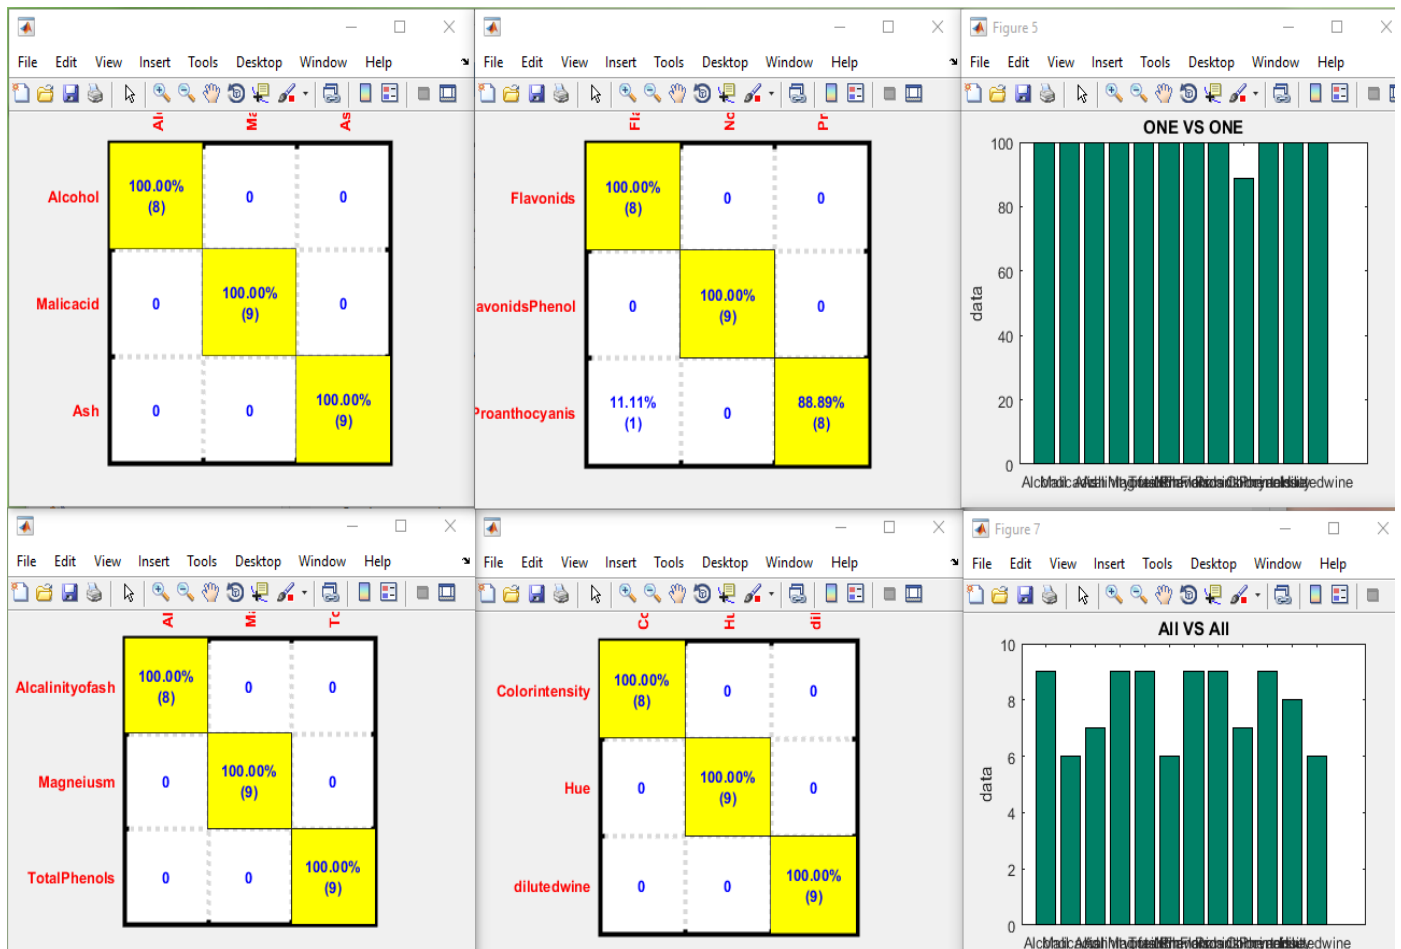 File Edit View Insert Tools Desktop Window Help
Alcohol
Malicacid
Ash
100.00%
(8)
0
0
0
100.00%
(9)
0
0
0
100.00%
(9)
File Edit View Insert Tools Desktop Window Help
Flavonids
avonidsPhenol
Proanthocyanis
100.00%
(8)
0
0
0
100.00%
(9)
0
11.11%
(1)
0
88.89%
(8)
Figure 5
File Edit View Insert Tools Desktop Window Help
ONE VS ONE
100
80
60
40
20
0
data
File Edit View Insert Tools Desktop Window Help
Alcalinityofash
Magneiusm
TotalPhenols
100.00%
(8)
0
0
0
100.00%
(9)
0
0
0
100.00%
(9)
File Edit View Insert Tools Desktop Window Help
Colorintensity
Hue
dilutedwine
100.00%
(8)
0
0
0
100.00%
(9)
0
0
0
100.00%
(9)
Figure 7
File Edit View Insert Tools Desktop Window Help
All VS All
10
8
6
4
2
0
data